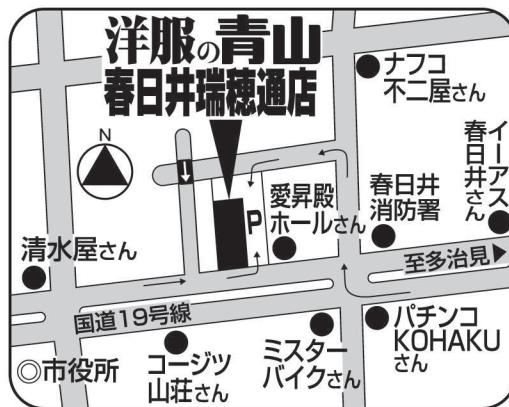 洋服の青山
春日井瑞穂通店
ナフコ
不二屋さん
N
イーアス
春日井さん
P
愛昇殿
ホールさん
春日井
消防署
清水屋さん
至多治見▶
国道19号線
◎市役所
コージツ
山荘さん
ミスター
バイクさん
パチンコ
KOHAKU
さん